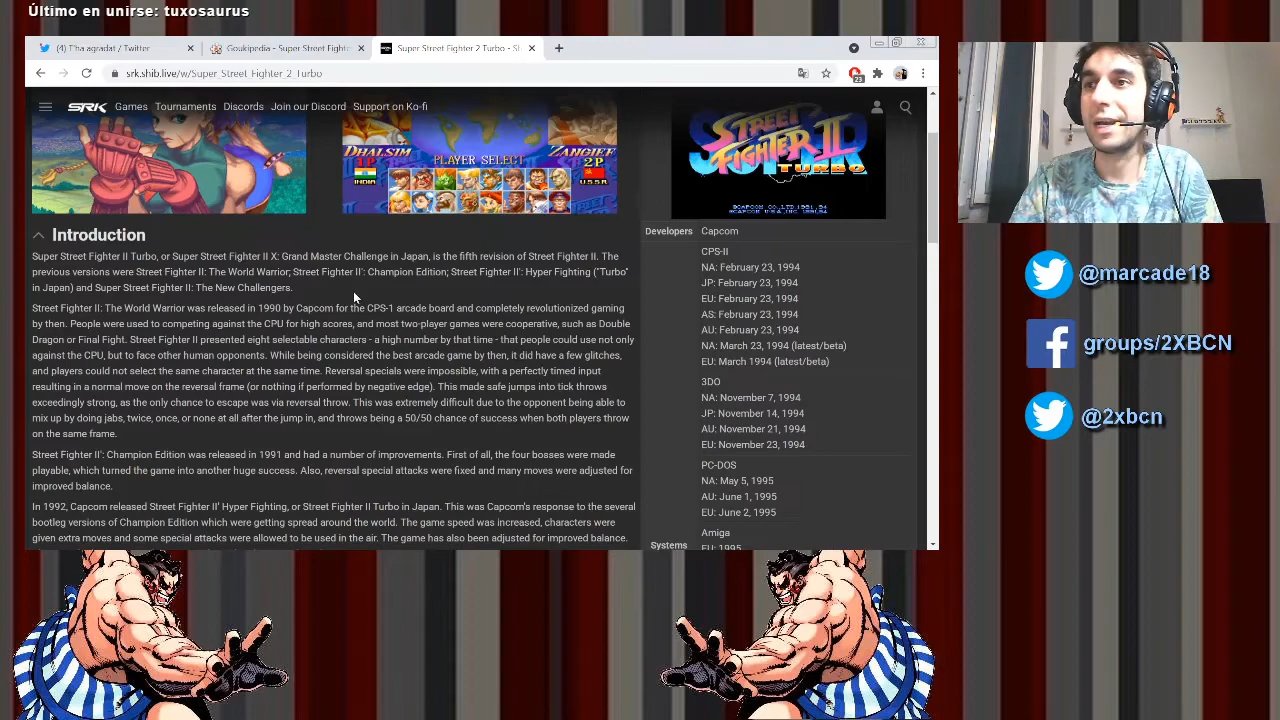 Último en unirse: tuxosaurus
(4) T'ha agradat / Twitter
Goukipedia - Super Street Fighte
Super Street Fighter 2 Turbo - S
srk.shib.live/w/Super_Street_Fighter_2_Turbo
23
SRK Games Tournaments Discords Join our Discord Support on Ko-fi
DHALSIM
1P
INDIA
PLAYER SELECT
ZANGIEF
2P
U.S.S.R
SUPER
STREET
FIGHTER II
TURBO
©CAPCOM CO.,LTD.1991,94
©CAPCOM U.S.A.,INC.1991,94
Introduction
Super Street Fighter II Turbo, or Super Street Fighter II X: Grand Master Challenge in Japan, is the fifth revision of Street Fighter II. The
previous versions were Street Fighter II: The World Warrior; Street Fighter II': Champion Edition; Street Fighter II': Hyper Fighting ("Turbo"
in Japan) and Super Street Fighter II: The New Challengers.
Street Fighter II: The World Warrior was released in 1990 by Capcom for the CPS-1 arcade board and completely revolutionized gaming
by then. People were used to competing against the CPU for high scores, and most two-player games were cooperative, such as Double
Dragon or Final Fight. Street Fighter II presented eight selectable characters - a high number by that time - that people could use not only
against the CPU, but to face other human opponents. While being considered the best arcade game by then, it did have a few glitches,
and players could not select the same character at the same time. Reversal specials were impossible, with a perfectly timed input
resulting in a normal move on the reversal frame (or nothing if performed by negative edge). This made safe jumps into tick throws
exceedingly strong, as the only chance to escape was via reversal throw. This was extremely difficult due to the opponent being able to
mix up by doing jabs, twice, once, or none at all after the jump in, and throws being a 50/50 chance of success when both players throw
on the same frame.
Street Fighter II': Champion Edition was released in 1991 and had a number of improvements. First of all, the four bosses were made
playable, which turned the game into another huge success. Also, reversal special attacks were fixed and many moves were adjusted for
improved balance.
In 1992, Capcom released Street Fighter II' Hyper Fighting, or Street Fighter II Turbo in Japan. This was Capcom's response to the several
bootleg versions of Champion Edition which were getting spread around the world. The game speed was increased, characters were
given extra moves and some special attacks were allowed to be used in the air. The game has also been adjusted for improved balance.
Developers Capcom
CPS-II
NA: February 23, 1994
JP: February 23, 1994
EU: February 23, 1994
AS: February 23, 1994
AU: February 23, 1994
NA: March 23, 1994 (latest/beta)
EU: March 1994 (latest/beta)
3DO
NA: November 7, 1994
JP: November 14, 1994
AU: November 21, 1994
EU: November 23, 1994
PC-DOS
NA: May 5, 1995
AU: June 1, 1995
EU: June 2, 1995
Amiga
Systems EU: 1995
@marcade18
groups/2XBCN
@2xbcn